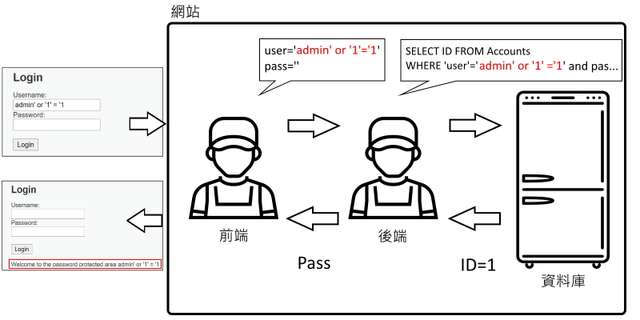 網站
user='admin' or '1'='1'
pass=''
SELECT ID FROM Accounts
WHERE 'user'='admin' or '1' ='1' and pas...
Login
Username:
admin' or '1' = '1
Password:
Login
前端
後端
資料庫
Pass
ID=1
Login
Username:
Password:
Login
Welcome to the password protected area admin' or '1' = '1